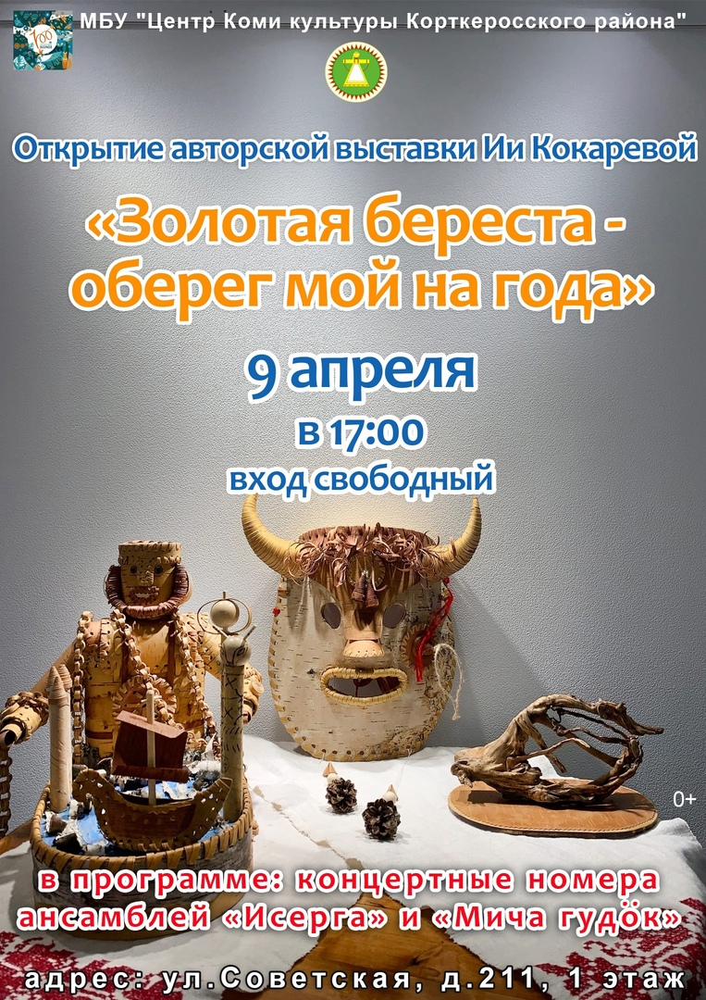 МБУ "Центр Коми культуры Корткеросского района"
100
Открытие авторской выставки Ии Кокаревой
«Золотая береста -
оберег мой на года»
9 апреля
в 17:00
вход свободный
0+
в программе: концертные номера
ансамблей «Исерга» и «Мича гудӧк»
адрес: ул.Советская, д.211, 1 этаж